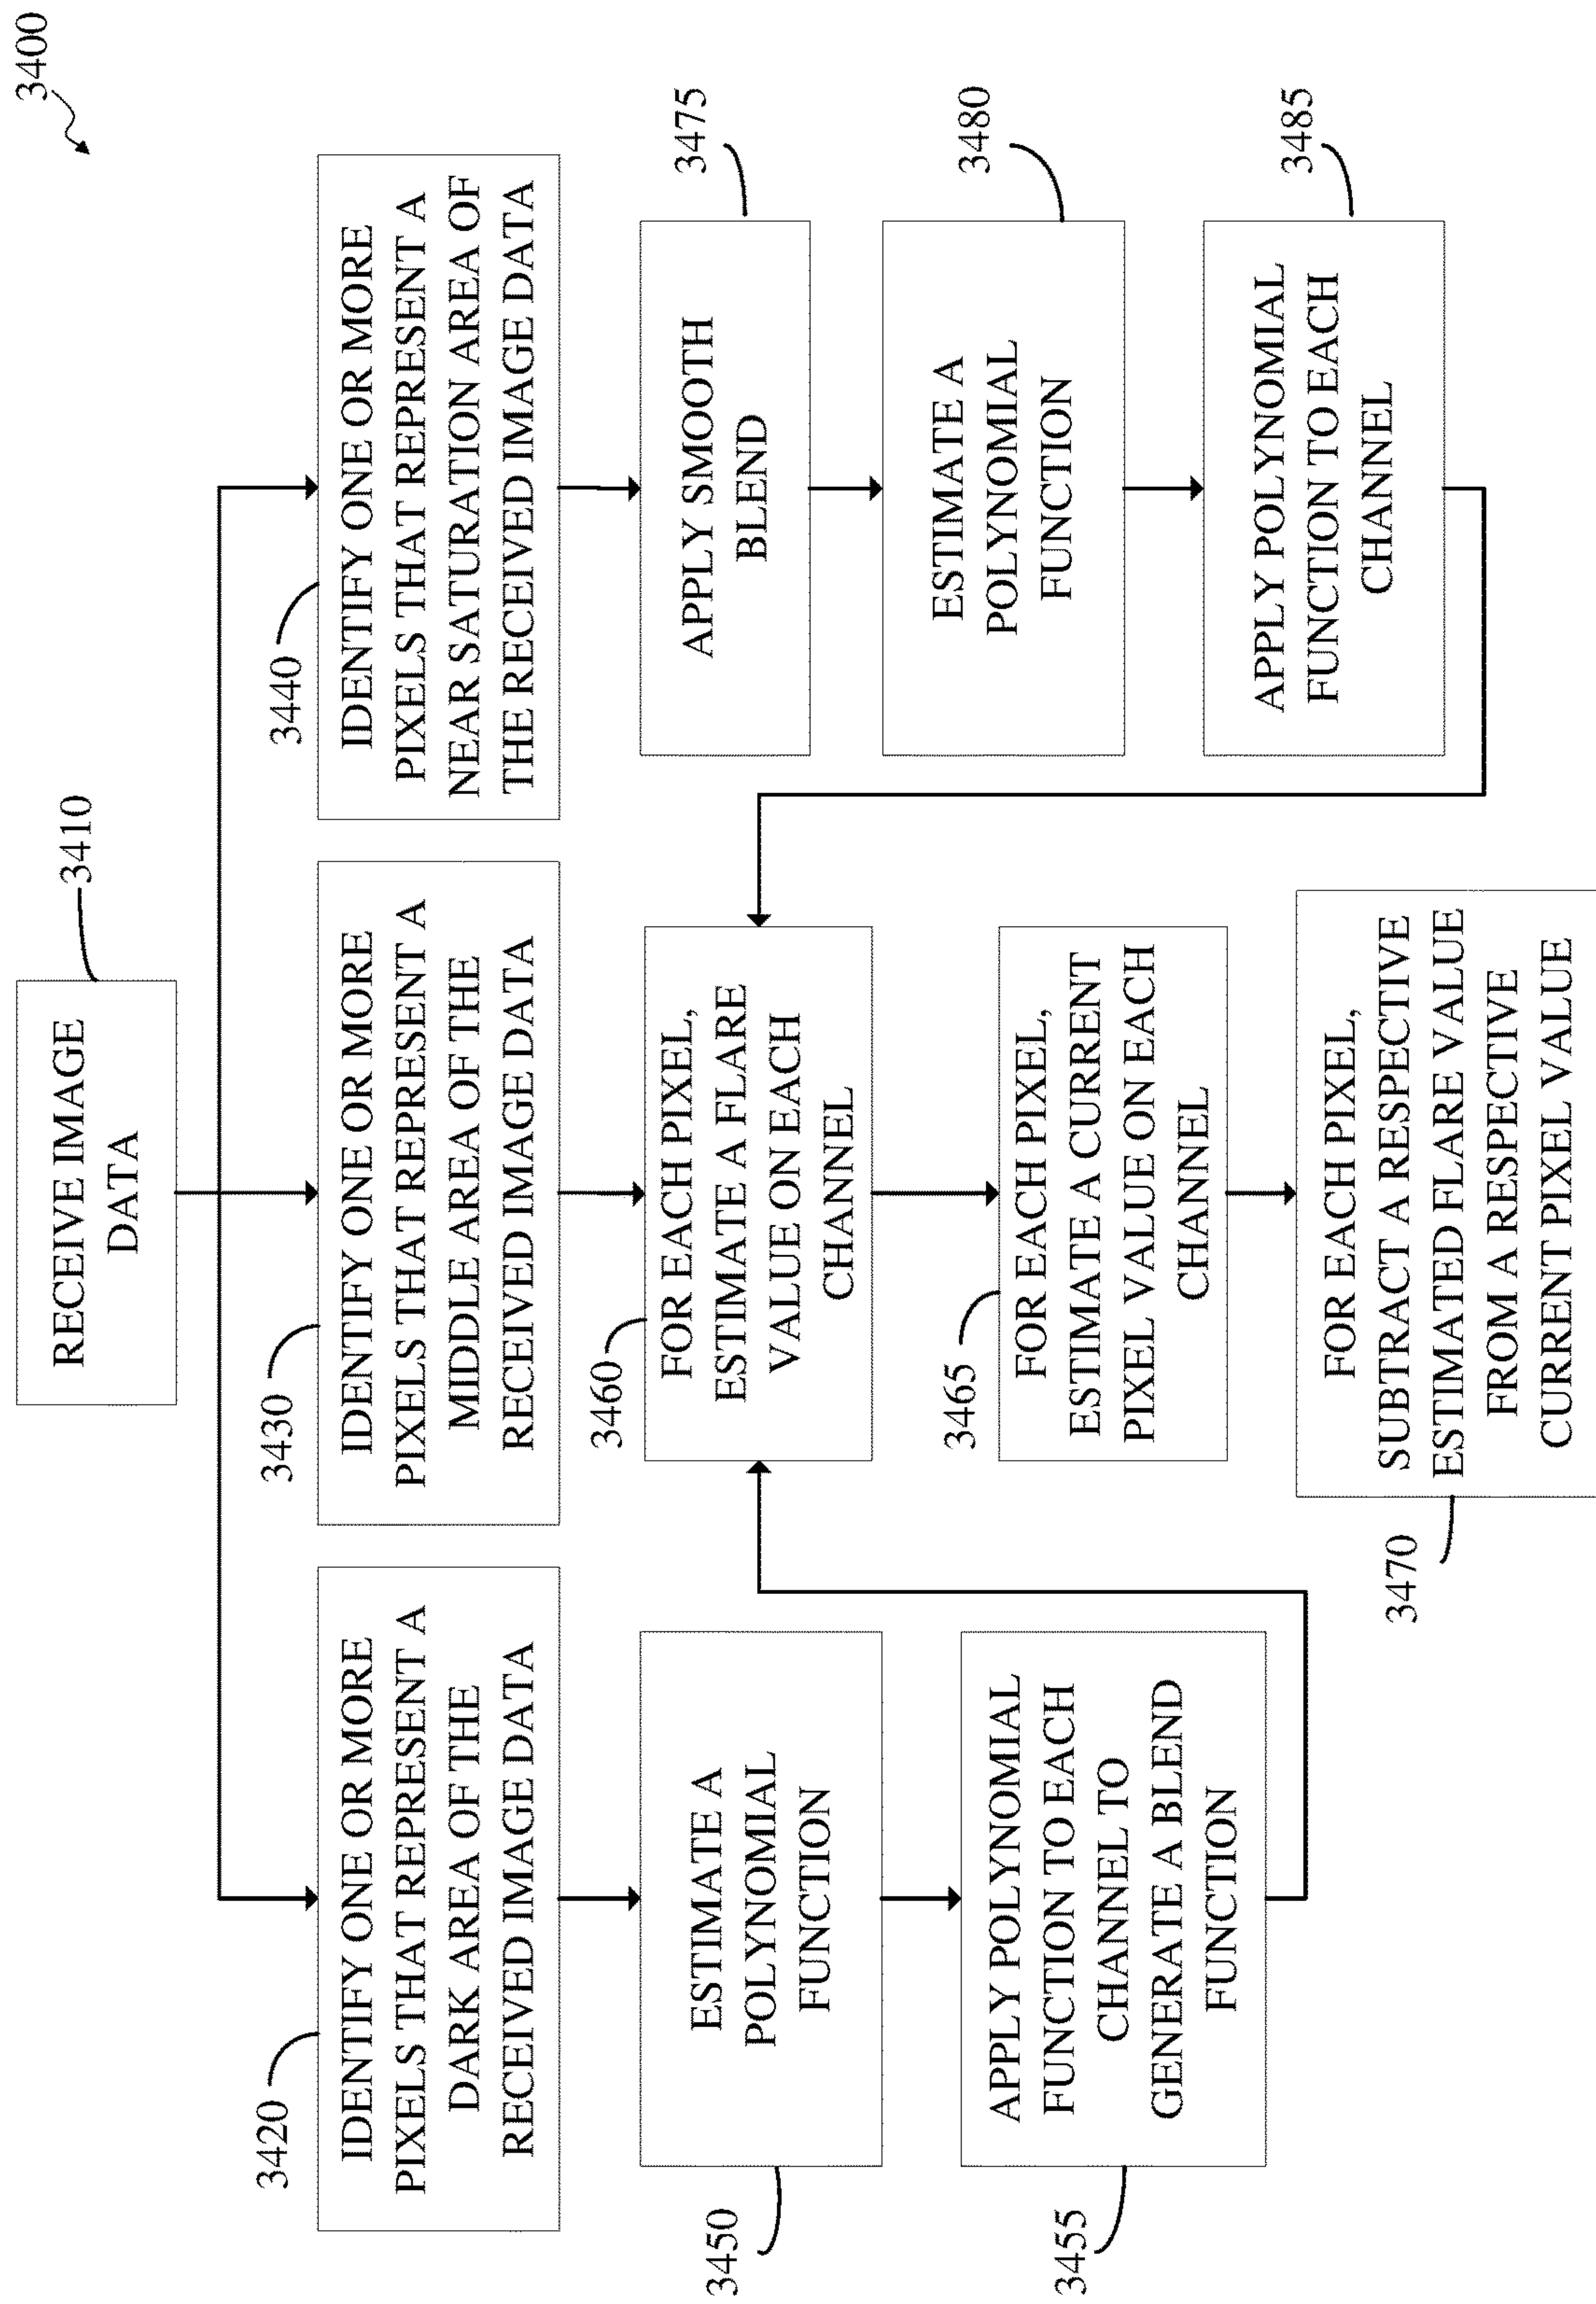 3400
RECEIVE IMAGE
DATA
3410
3420
IDENTIFY ONE OR MORE
PIXELS THAT REPRESENT A
DARK AREA OF THE
RECEIVED IMAGE DATA
3430
IDENTIFY ONE OR MORE
PIXELS THAT REPRESENT A
MIDDLE AREA OF THE
RECEIVED IMAGE DATA
3440
IDENTIFY ONE OR MORE
PIXELS THAT REPRESENT A
NEAR SATURATION AREA OF
THE RECEIVED IMAGE DATA
3450
ESTIMATE A
POLYNOMIAL
FUNCTION
3455
APPLY POLYNOMIAL
FUNCTION TO EACH
CHANNEL TO
GENERATE A BLEND
FUNCTION
3460
FOR EACH PIXEL,
ESTIMATE A FLARE
VALUE ON EACH
CHANNEL
3465
FOR EACH PIXEL,
ESTIMATE A CURRENT
PIXEL VALUE ON EACH
CHANNEL
3470
FOR EACH PIXEL,
SUBTRACT A RESPECTIVE
ESTIMATED FLARE VALUE
FROM A RESPECTIVE
CURRENT PIXEL VALUE
3475
APPLY SMOOTH
BLEND
3480
ESTIMATE A
POLYNOMIAL
FUNCTION
3485
APPLY POLYNOMIAL
FUNCTION TO EACH
CHANNEL